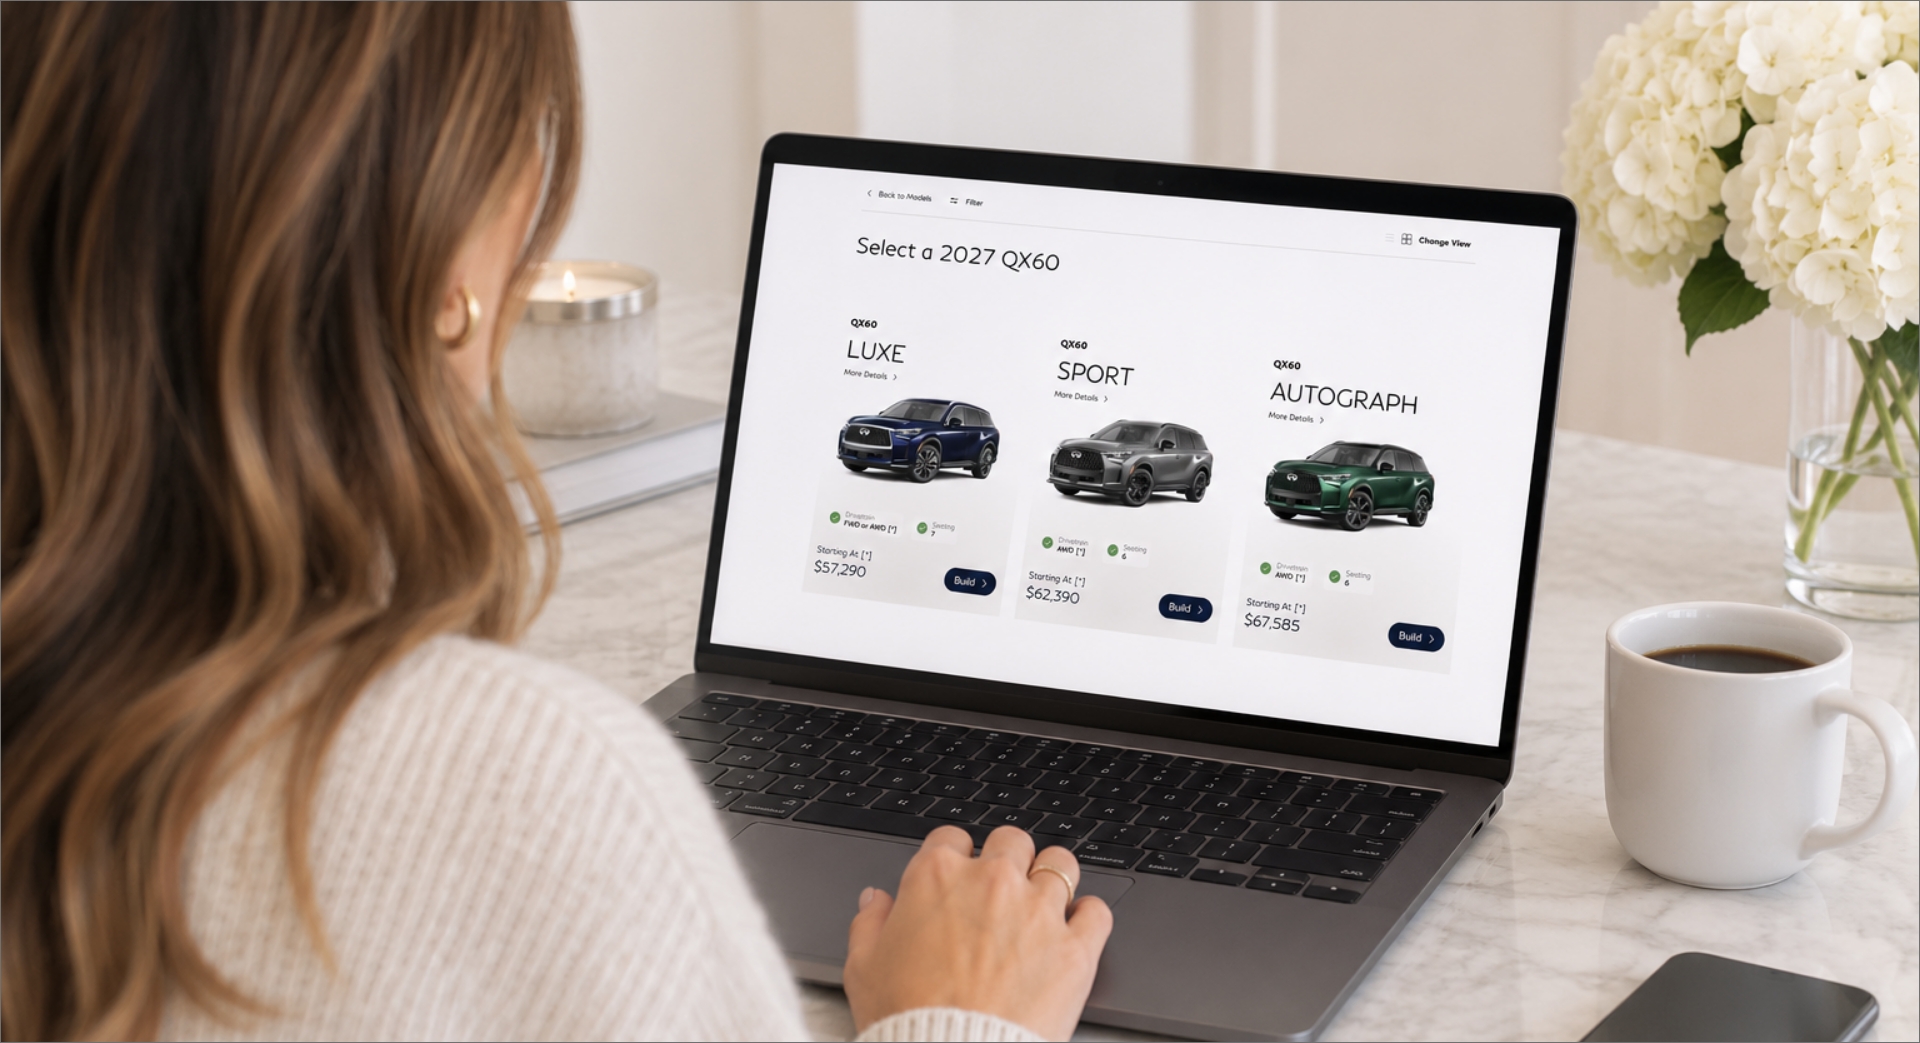 Back to Models
Filter
Change View
Select a 2027 QX60
QX60
LUXE
More Details
Drivetrain
FWD or AWD [*]
Seating
7
Starting At [*]
$57,290
Build
QX60
SPORT
More Details
Drivetrain
AWD [*]
Seating
6
Starting At [*]
$62,390
Build
QX60
AUTOGRAPH
More Details
Drivetrain
AWD [*]
Seating
6
Starting At [*]
$67,585
Build